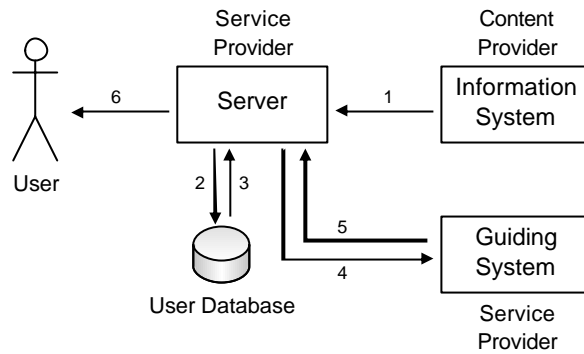 Service
Provider
Content
Provider
Server
Information
System
6
1
User
2
3
5
4
Guiding
System
User Database
Service
Provider